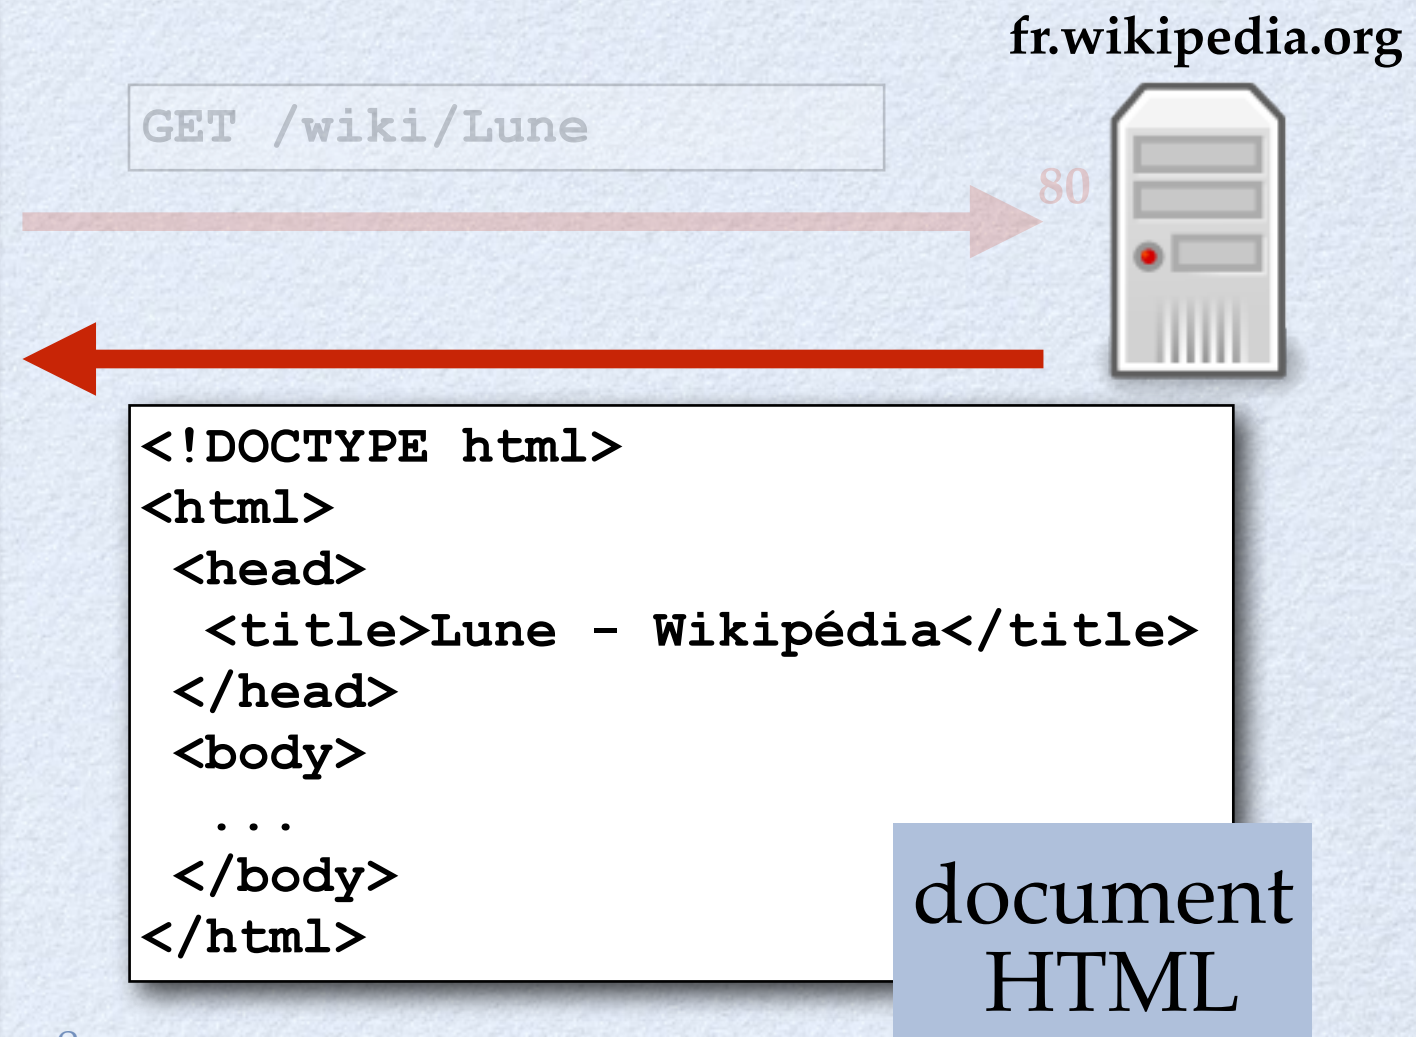 fr.wikipedia.org
GET /wiki/Lune
80
<!DOCTYPE html>
<html>
<head>
<title>Lune - Wikipédia</title>
</head>
<body>
...
</body>
</html>
document
HTML